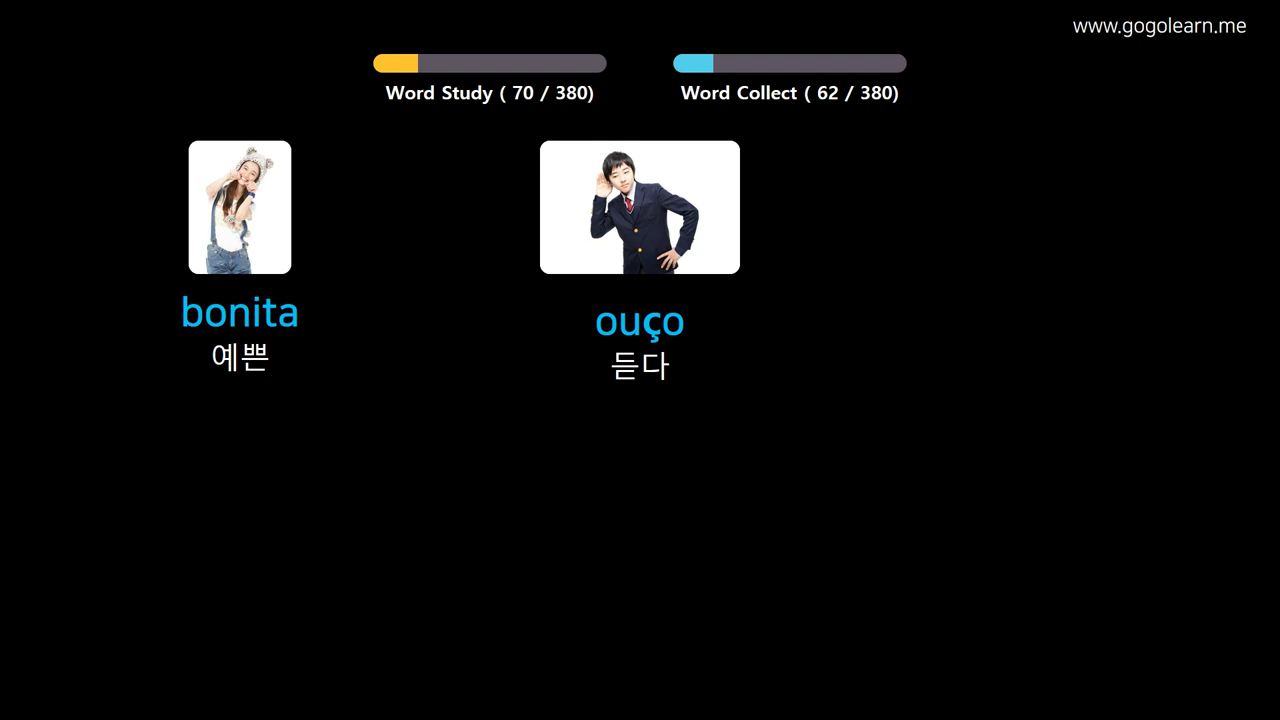 www.gogolearn.me
Word Study ( 70 / 380)
Word Collect ( 62 / 380)
bonita
예쁜
ouço
듣다